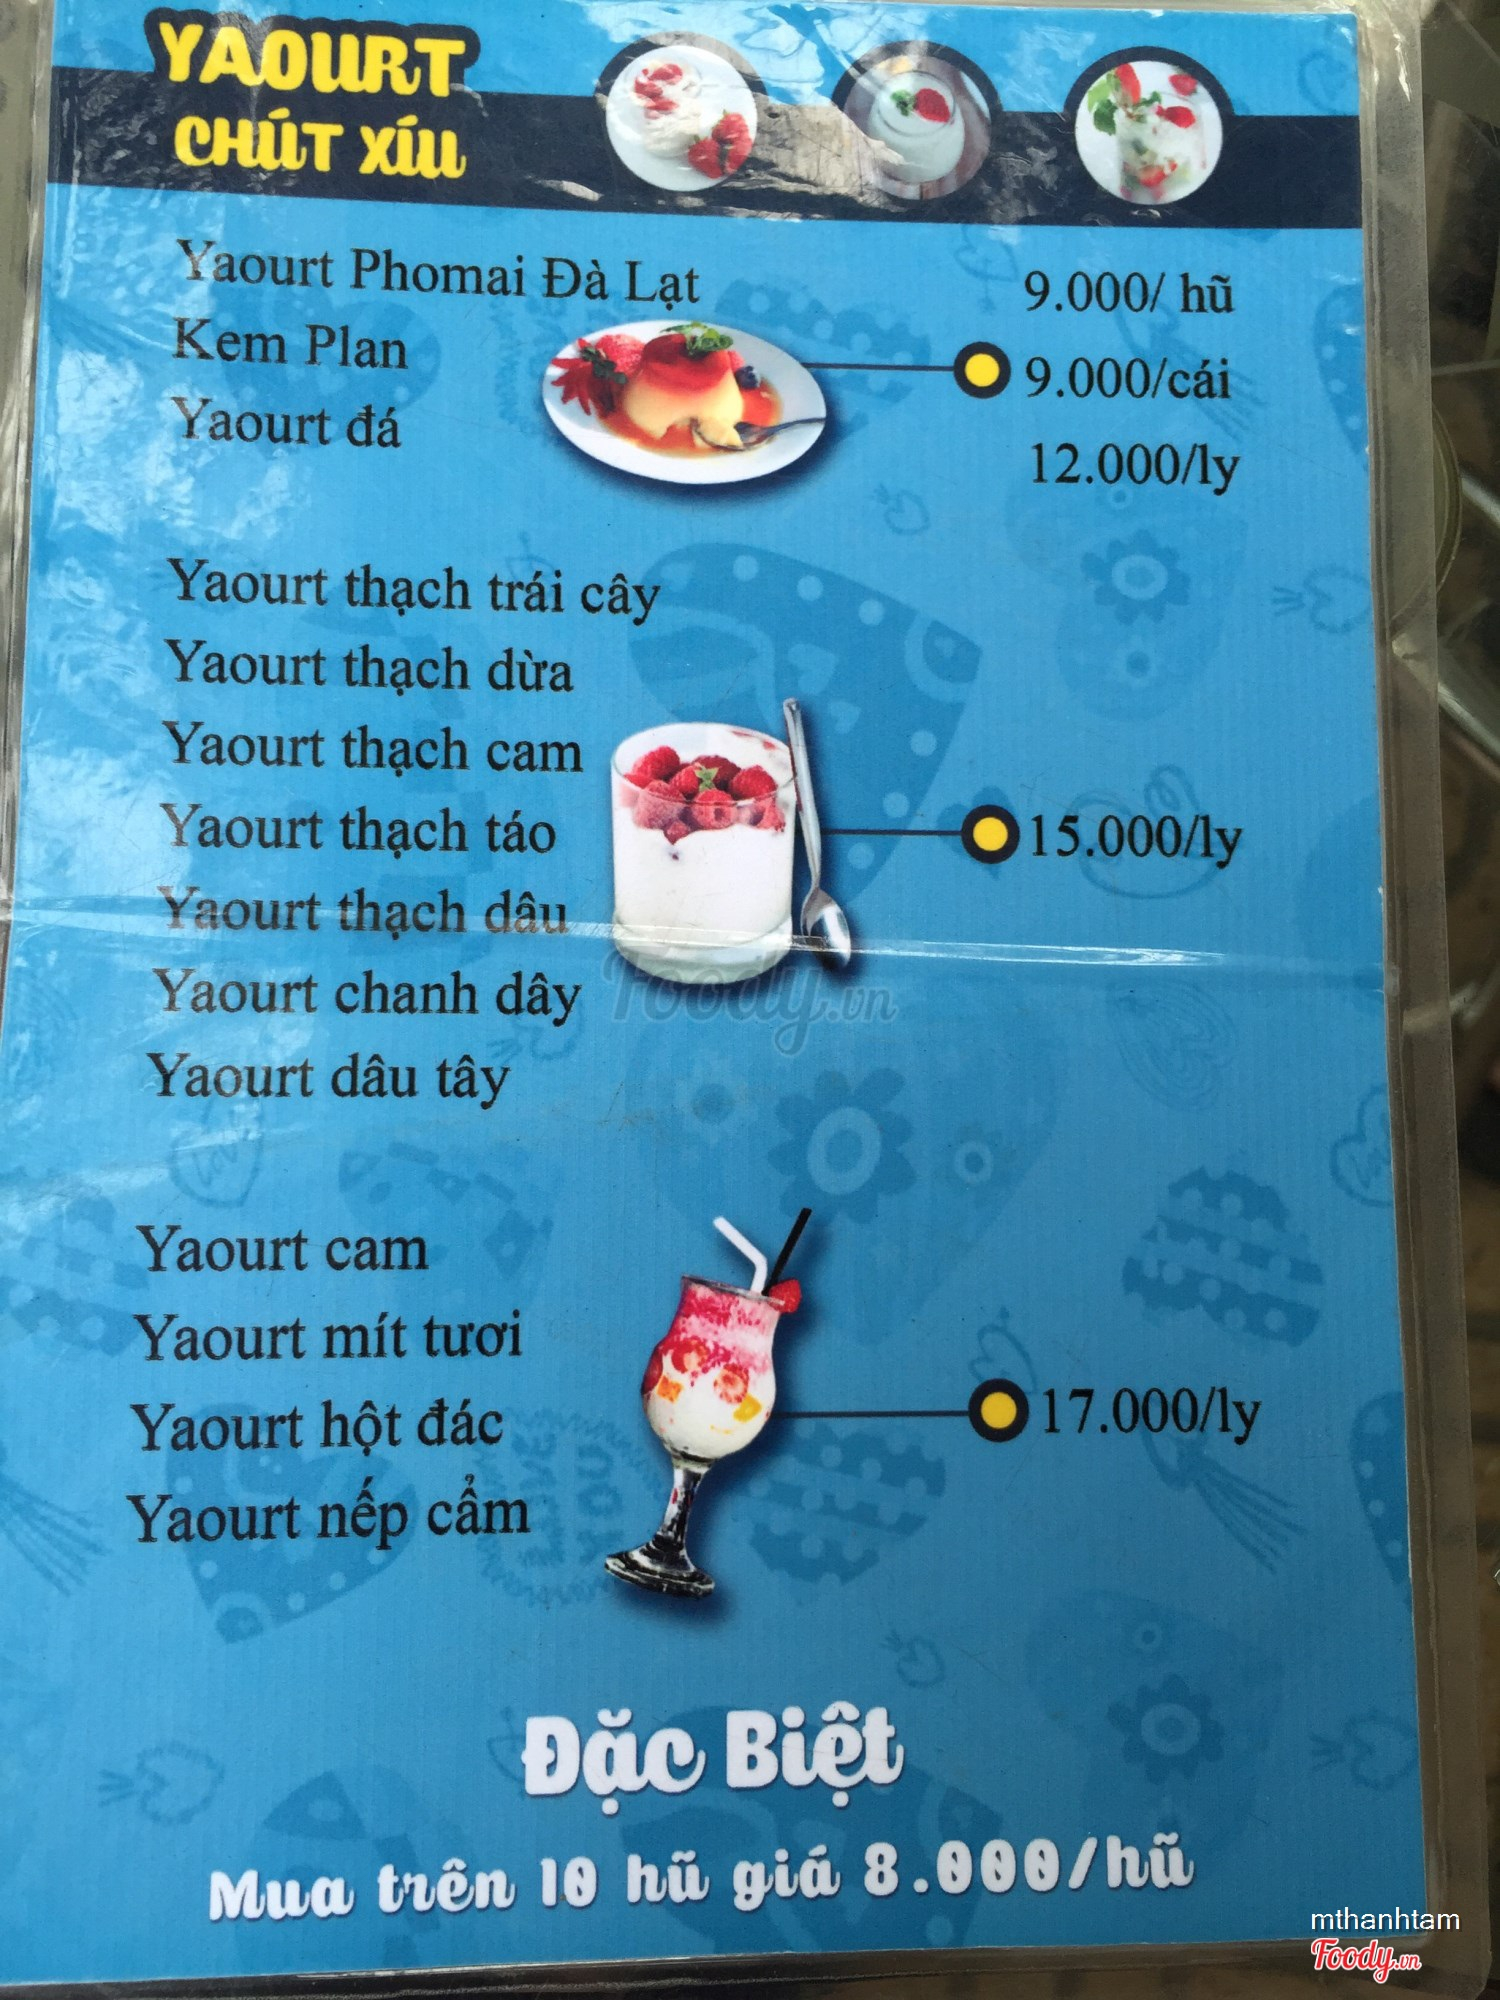 YAOURT
CHÚT XÍU
Yaourt Phomai Đà Lạt 9.000/ hũ
Kem Plan 9.000/cái
Yaourt đá 12.000/ly
Yaourt thạch trái cây
Yaourt thạch dừa
Yaourt thạch cam
Yaourt thạch táo 15.000/ly
Yaourt thạch dâu
Yaourt chanh dây
Yaourt dâu tây
Foody.vn
Yaourt cam
Yaourt mít tươi
Yaourt hột đác 17.000/ly
Yaourt nếp cẩm
Đặc Biệt
Mua trên 10 hũ giá 8.000/hũ
mthanhtam
Foody.vn